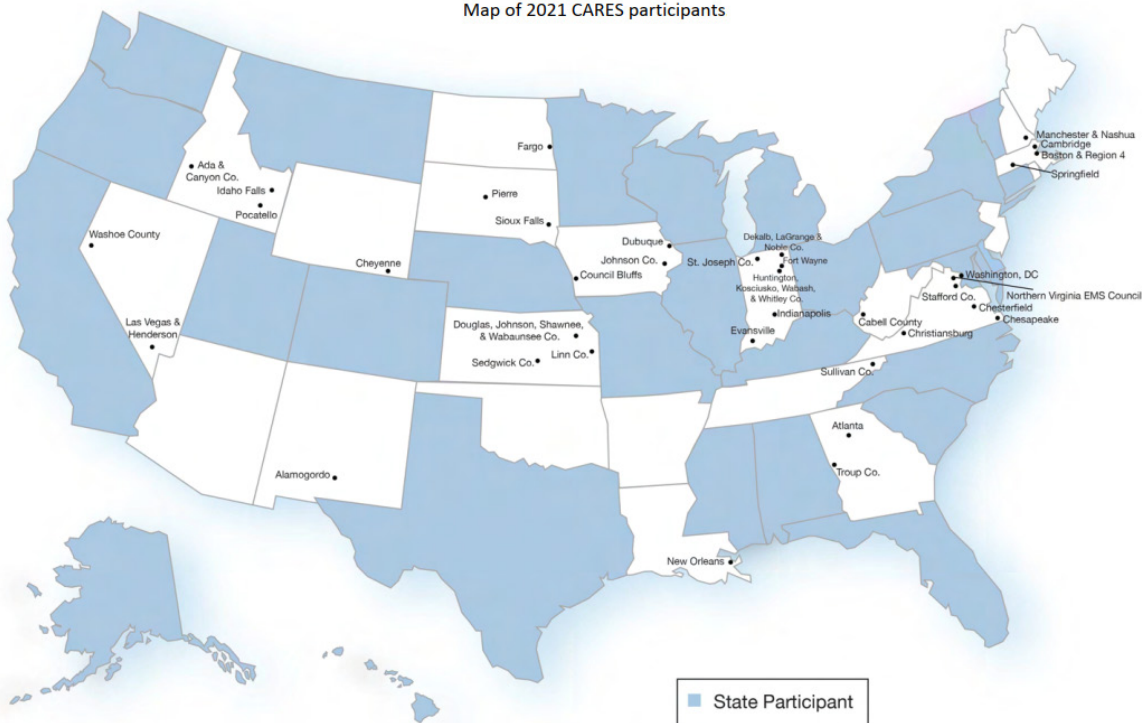 Map of 2021 CARES participants
Manchester & Nashua
Cambridge
Boston & Region 4
Springfield
Fargo
Ada &
Canyon Co.
Idaho Falls
Pocatello
Pierre
Sioux Falls
Washoe County
Dubuque
Johnson Co.
Council Bluffs
Cheyenne
Dekalb, LaGrange &
Noble Co.
St. Joseph Co.
Fort Wayne
Huntington,
Kosciusko, Wabash,
& Whitley Co.
Indianapolis
Evansville
Washington, DC
Northern Virginia EMS Council
Stafford Co.
Chesterfield
Chesapeake
Cabell County
Christiansburg
Las Vegas &
Henderson
Douglas, Johnson, Shawnee,
& Wabaunsee Co.
Linn Co.
Sedgwick Co.
Sullivan Co.
Atlanta
Troup Co.
Alamogordo
New Orleans
State Participant